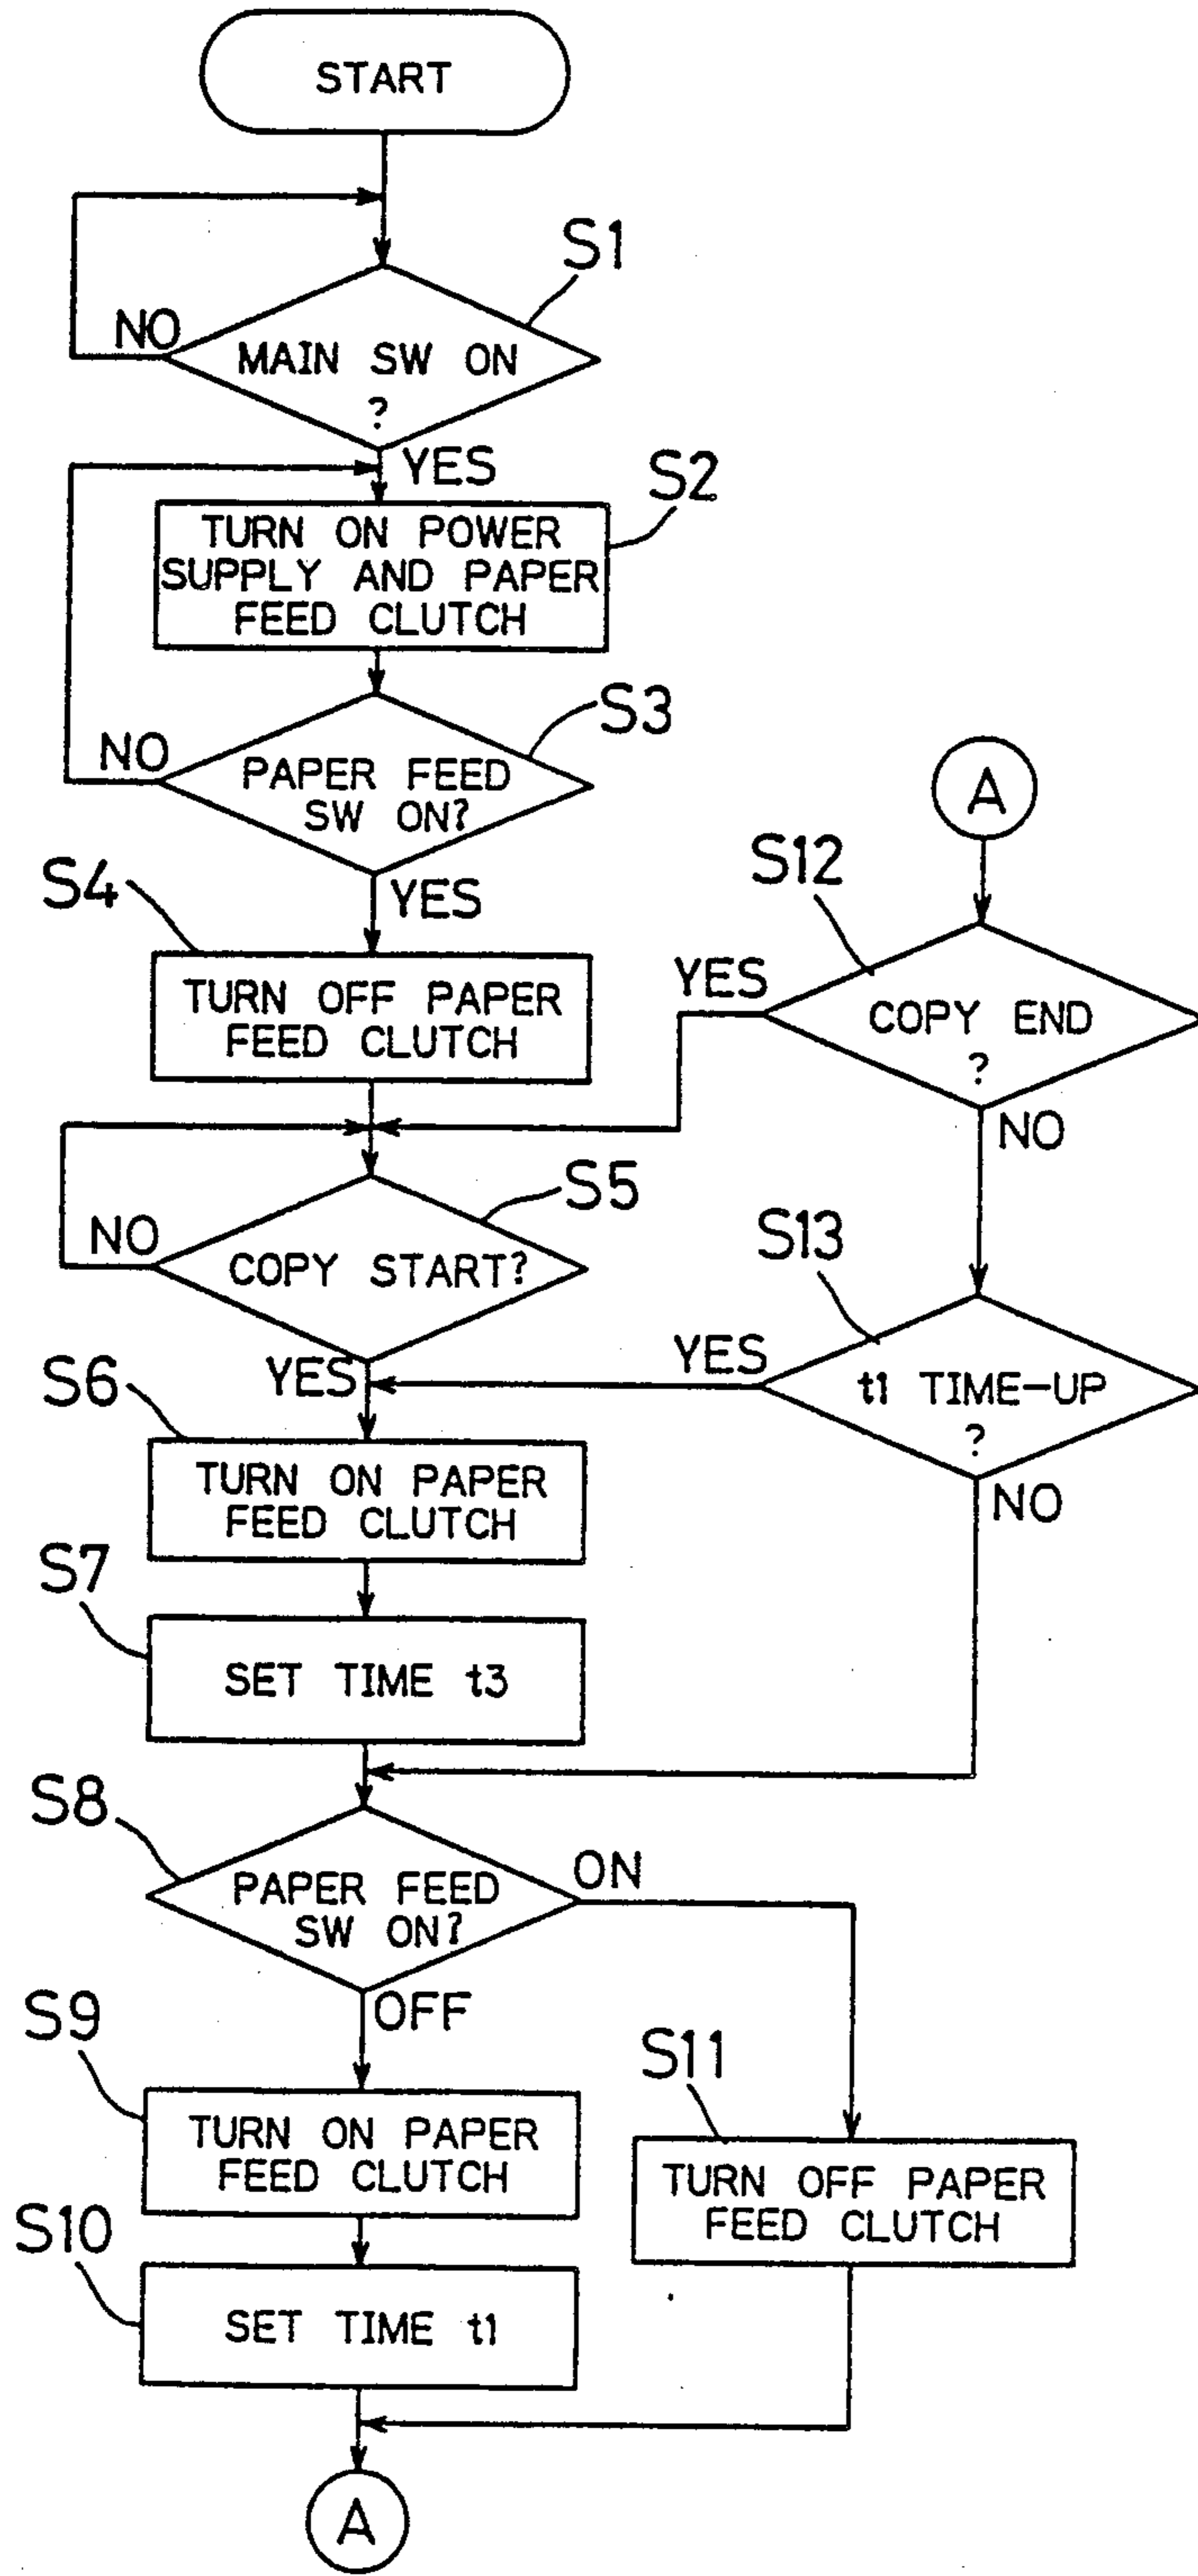 START
S1
NO
MAIN SW ON
?
YES
S2
TURN ON POWER
SUPPLY AND PAPER
FEED CLUTCH
S3
NO
PAPER FEED
SW ON?
YES
S4
TURN OFF PAPER
FEED CLUTCH
S5
NO
COPY START?
YES
S6
TURN ON PAPER
FEED CLUTCH
S7
SET TIME t3
S8
PAPER FEED
SW ON?
ON
OFF
S9
TURN ON PAPER
FEED CLUTCH
S10
SET TIME t1
S11
TURN OFF PAPER
FEED CLUTCH
A
A
S12
YES
COPY END
?
NO
S13
YES
t1 TIME-UP
?
NO